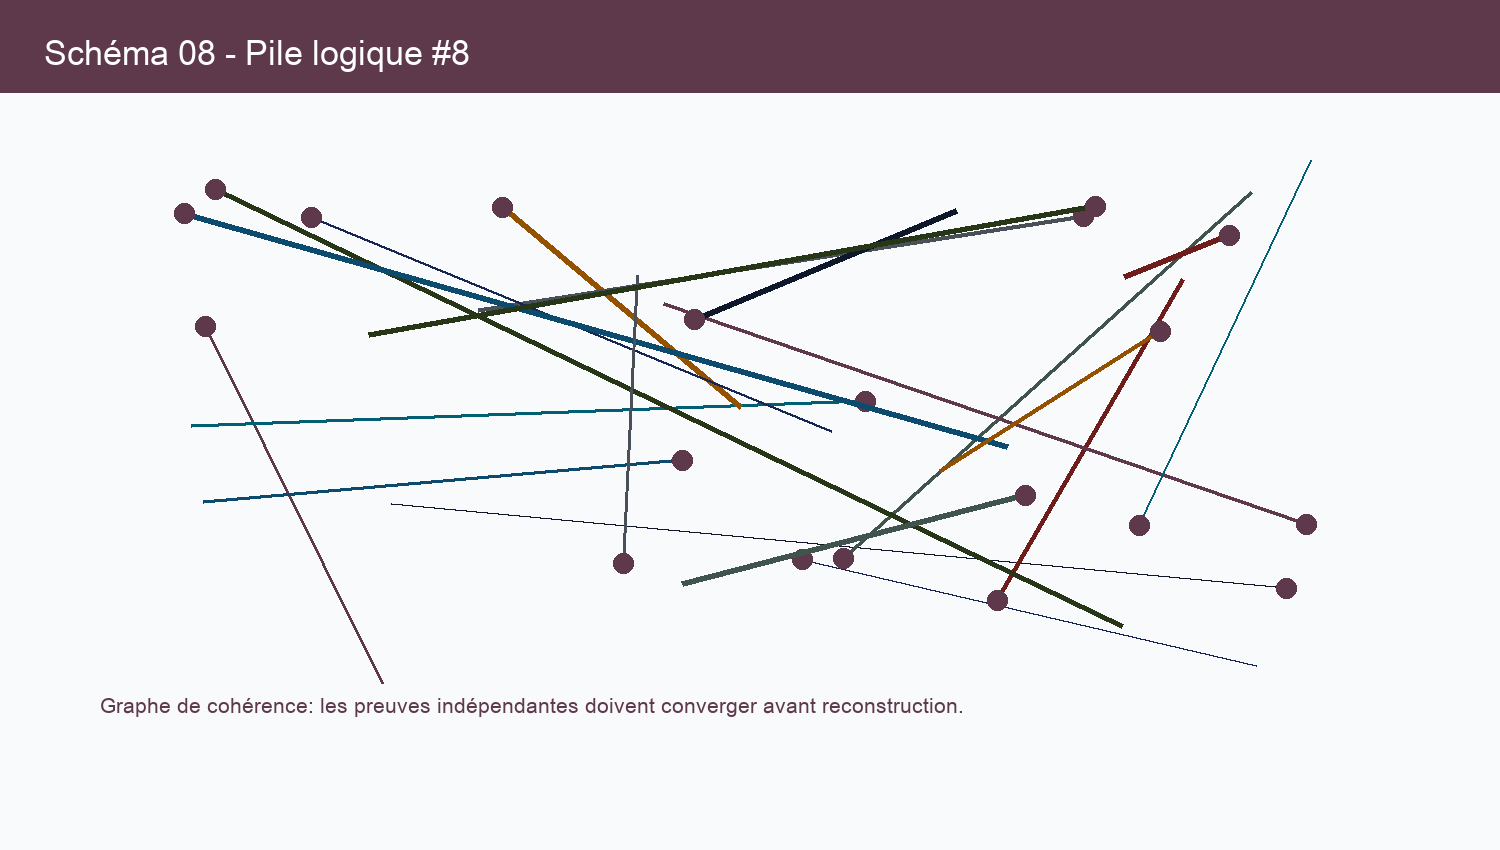 Schéma 08 - Pile logique #8
Graphe de cohérence: les preuves indépendantes doivent converger avant reconstruction.